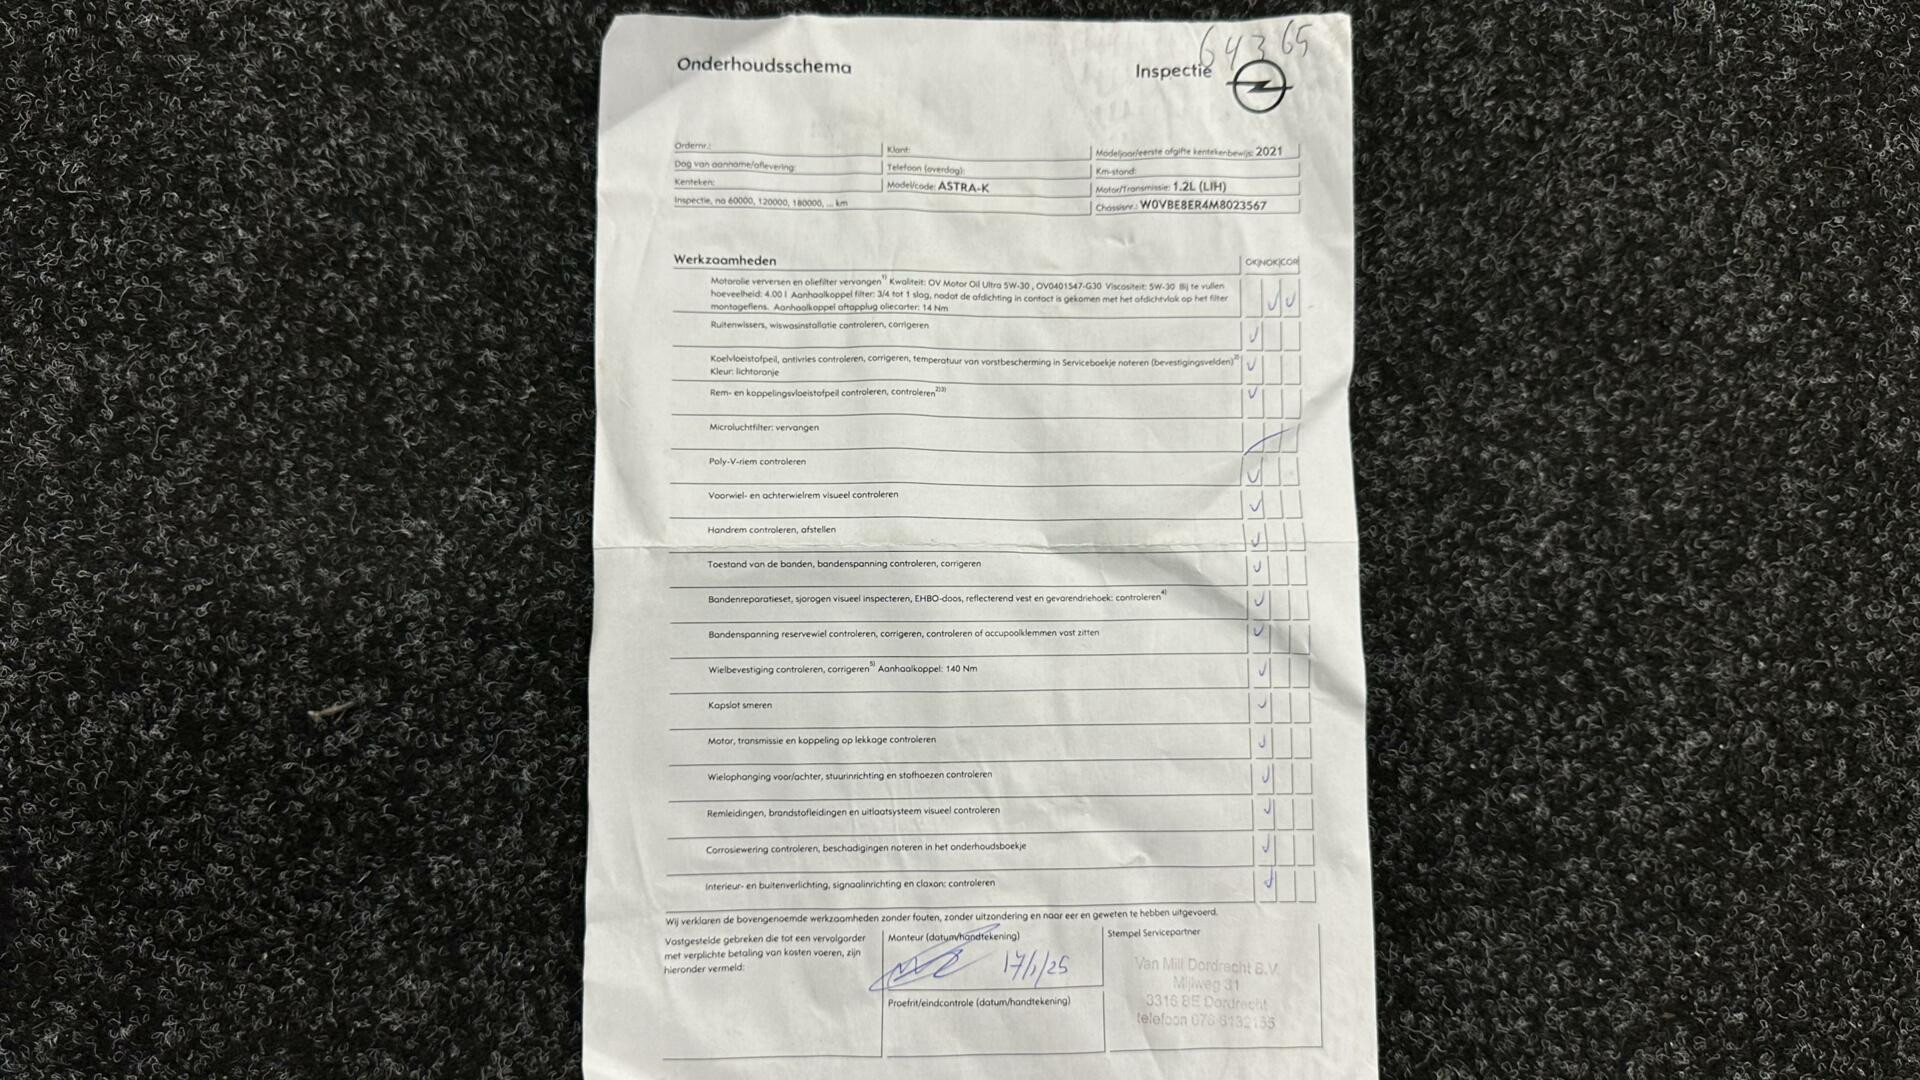 64365
Onderhoudsschema
Inspectie
Ordernr.:
Klant:
Modeljaar/eerste afgifte kentekenbewijs: 2021
Dag van aanname/aflevering:
Telefoon (overdag):
Km-stand:
Kenteken:
Model/code: ASTRA-K
Motor/Transmissie: 1.2L (LIH)
Inspectie, na 60000, 120000, 180000, ... km
Chassisnr.: W0VBE8ER4M8023567
Werkzaamheden
OK|NOK|COR
Motorolie verversen en oliefilter vervangen1) Kwaliteit: OV Motor Oil Ultra 5W-30 , OV0401547-G30 Viscositeit: 5W-30 Bij te vullen
hoeveelheid: 4.00 l Aanhaalkoppel filter: 3/4 tot 1 slag, nadat de afdichting in contact is gekomen met het afdichtvlak op het filter
montageflens. Aanhaalkoppel aftapplug oliecarter: 14 Nm
Ruitenwissers, wiswasinstallatie controleren, corrigeren
Koelvloeistofpeil, antivries controleren, corrigeren, temperatuur van vorstbescherming in Serviceboekje noteren (bevestigingsvelden)2)
Kleur: lichtoranje
Rem- en koppelingsvloeistofpeil controleren, controleren2)3)
Microluchtfilter: vervangen
Poly-V-riem controleren
Voorwiel- en achterwielrem visueel controleren
Handrem controleren, afstellen
Toestand van de banden, bandenspanning controleren, corrigeren
Bandenreparatieset, sjorogen visueel inspecteren, EHBO-doos, reflecterend vest en gevarendriehoek: controleren4)
Bandenspanning reservewiel controleren, corrigeren, controleren of accupoolklemmen vast zitten
Wielbevestiging controleren, corrigeren5) Aanhaalkoppel: 140 Nm
Kapslot smeren
Motor, transmissie en koppeling op lekkage controleren
Wielophanging voor/achter, stuurinrichting en stofhoezen controleren
Remleidingen, brandstofleidingen en uitlaatsysteem visueel controleren
Corrosiewering controleren, beschadigingen noteren in het onderhoudsboekje
Interieur- en buitenverlichting, signaalinrichting en claxon: controleren
Wij verklaren de bovengenoemde werkzaamheden zonder fouten, zonder uitzondering en naar eer en geweten te hebben uitgevoerd.
Vastgestelde gebreken die tot een vervolgorder
met verplichte betaling van kosten voeren, zijn
hieronder vermeld:
Monteur (datum/handtekening)
17/1/25
Proefrit/eindcontrole (datum/handtekening)
Stempel Servicepartner
Van Mill Dordrecht B.V.
Mijlweg 31
3316 BE Dordrecht
telefoon 078 6132155